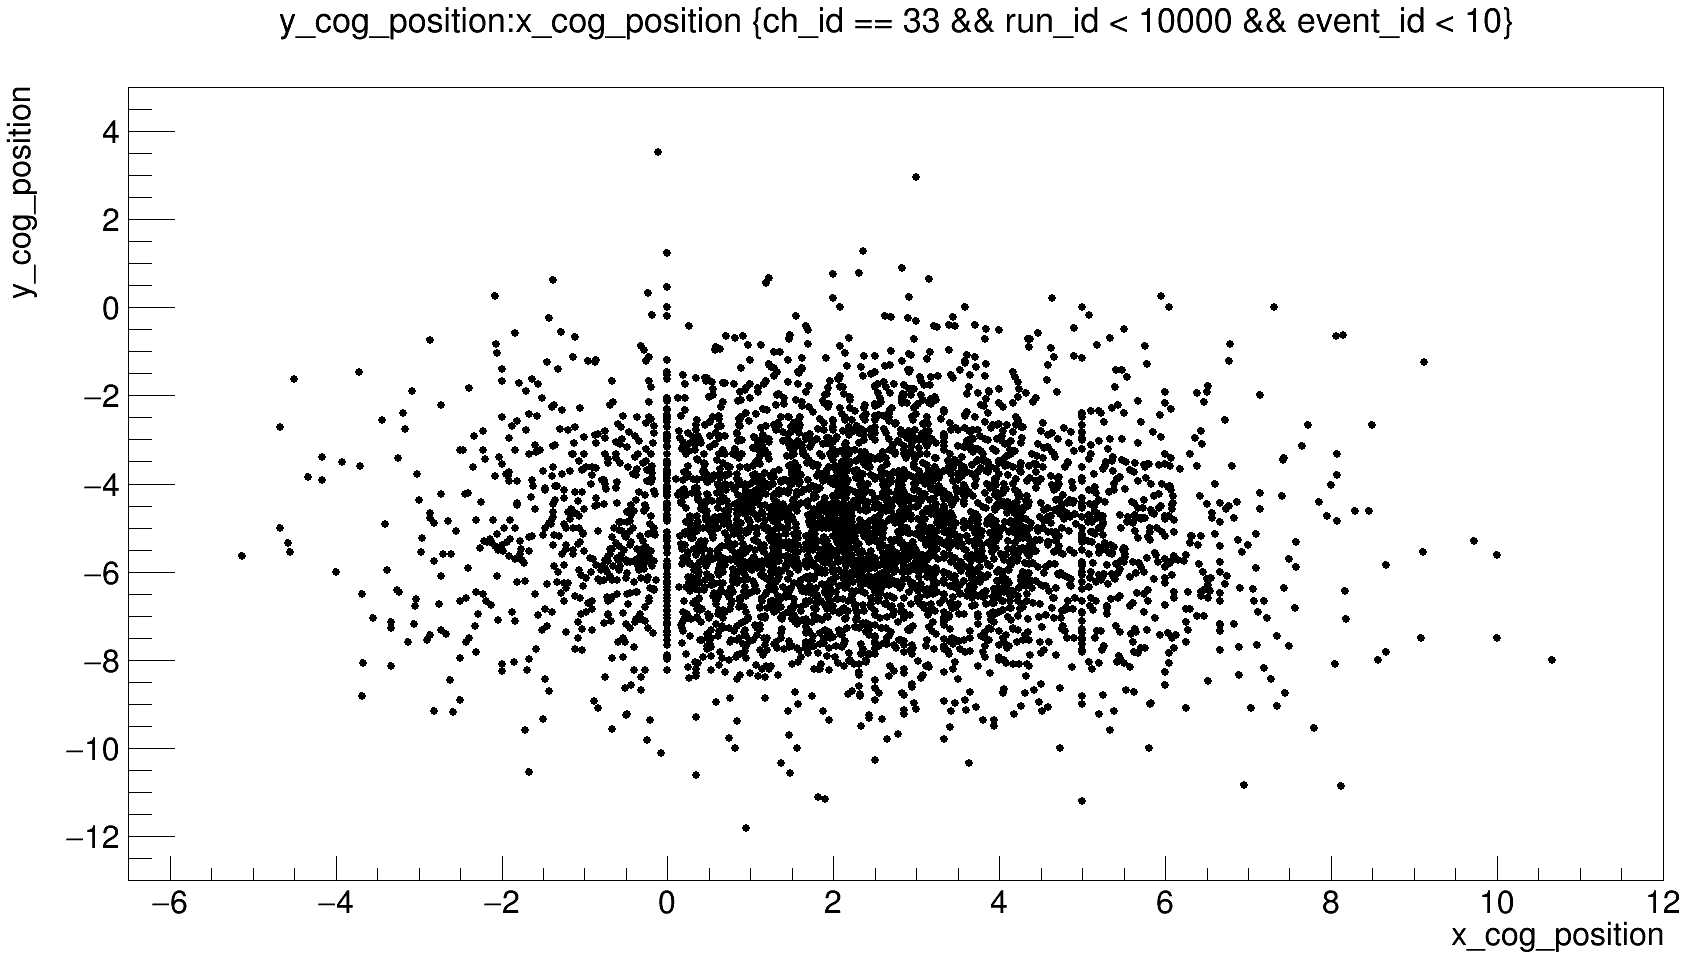 y_cog_position:x_cog_position {ch_id == 33 && run_id < 10000 && event_id < 10}
y_cog_position
4
2
0
−2
−4
−6
−8
−10
−12
−6 −4 −2 0 2 4 6 8 10 12
x_cog_position